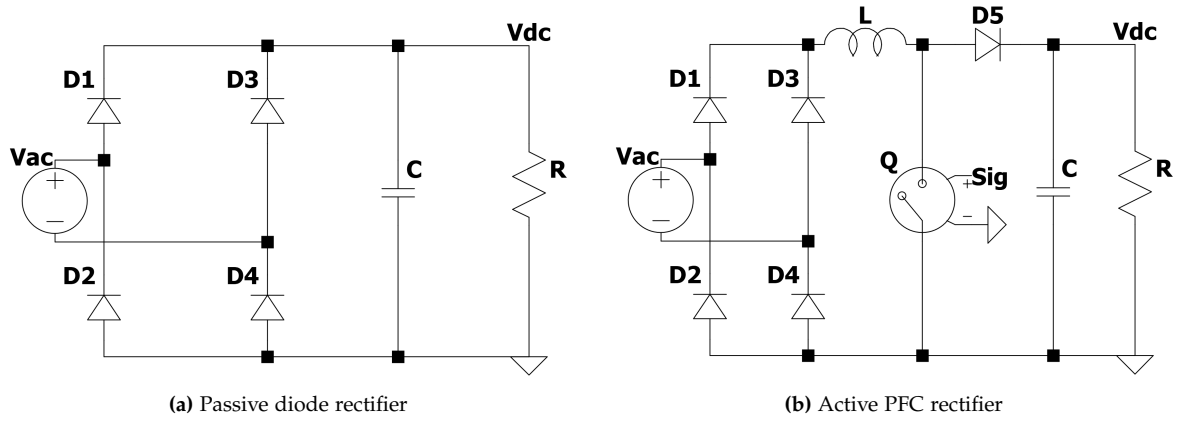 Vdc
D1
D3
Vac
+
−
C
R
D2
D4
(a) Passive diode rectifier
L
D5
Vdc
D1
D3
Vac
+
−
Q
+
Sig
−
C
R
D2
D4
(b) Active PFC rectifier